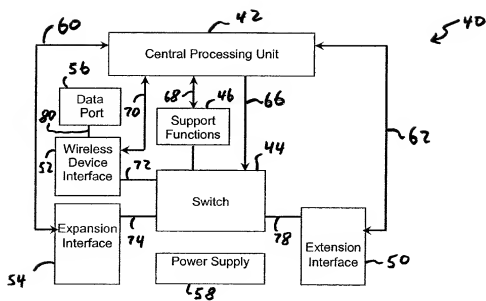 60
42
40
Central Processing Unit
56
Data
Port
80
70
68
46
66
62
Support
Functions
52
Wireless
Device
Interface
72
44
Switch
Expansion
Interface
74
78
Extension
Interface
54
50
Power Supply
58